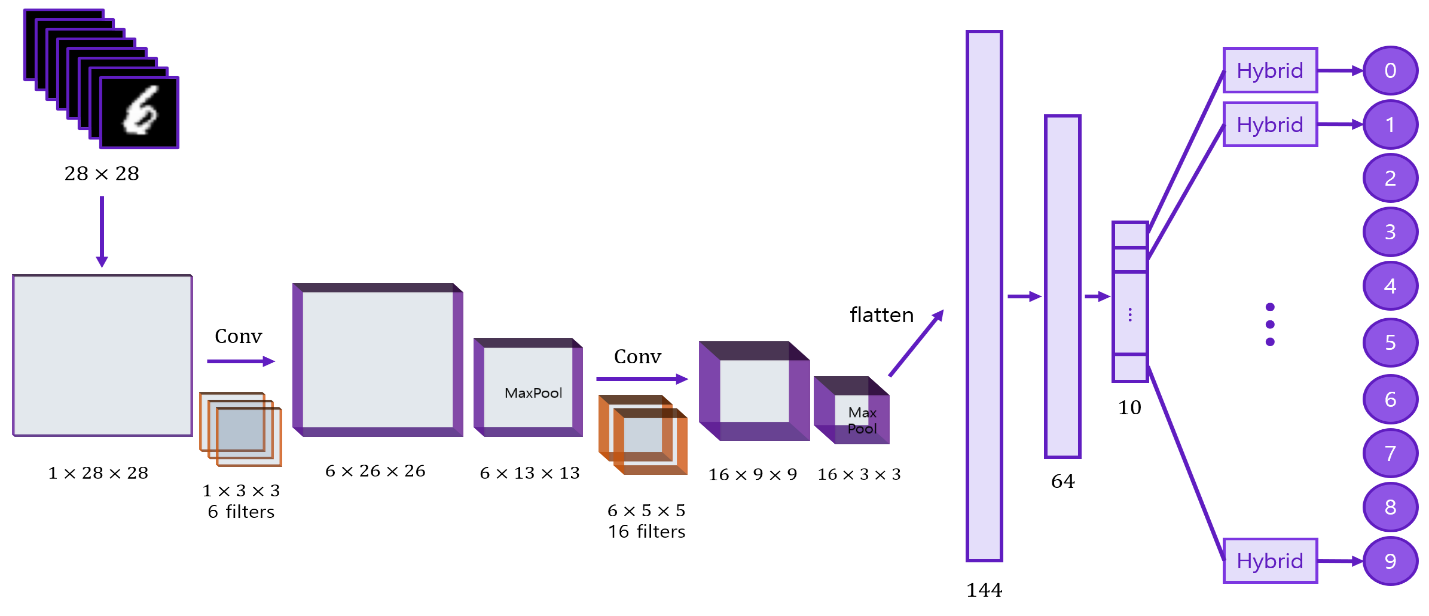 28 × 28
1 × 28 × 28
Conv
1 × 3 × 3
6 filters
6 × 26 × 26
MaxPool
6 × 13 × 13
Conv
6 × 5 × 5
16 filters
16 × 9 × 9
Max
Pool
16 × 3 × 3
flatten
144
64
...
10
Hybrid
Hybrid
Hybrid
0
1
2
3
4
5
6
7
8
9